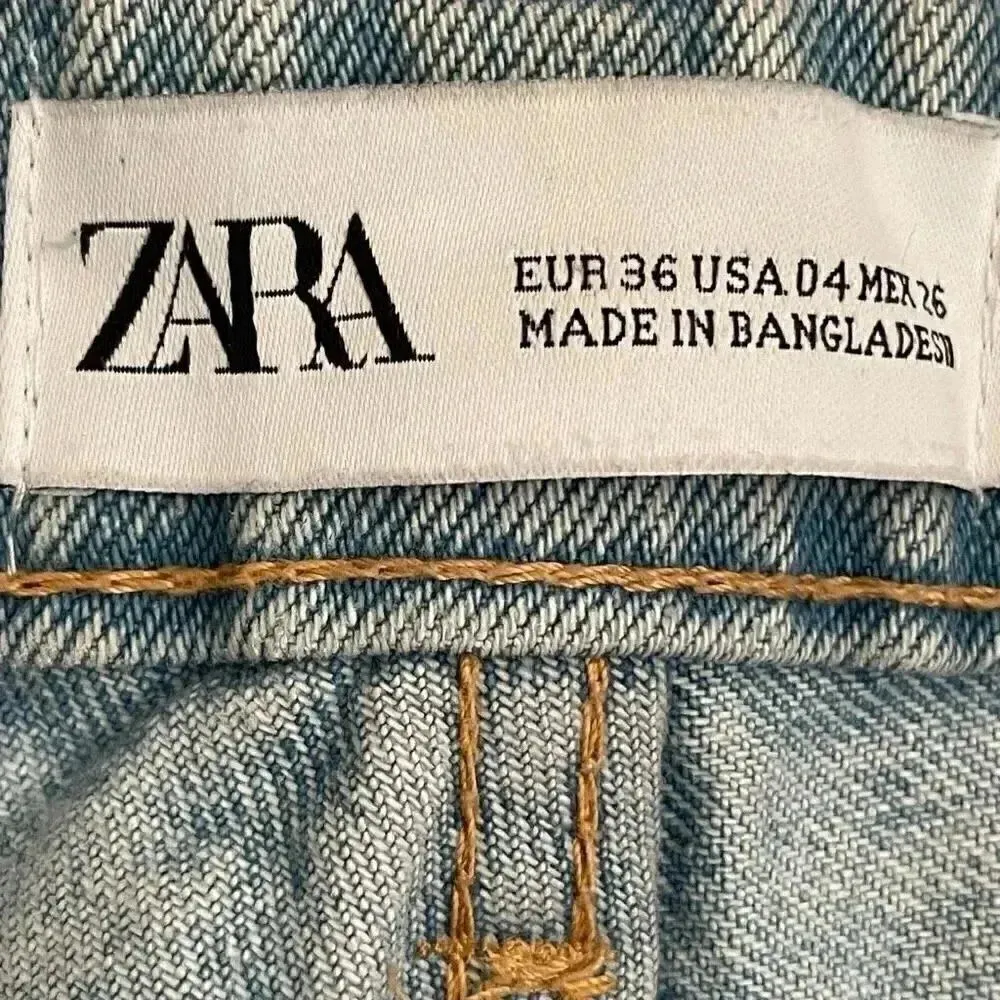 ZARA
EUR 36 USA 04 MEX 26
MADE IN BANGLADESH